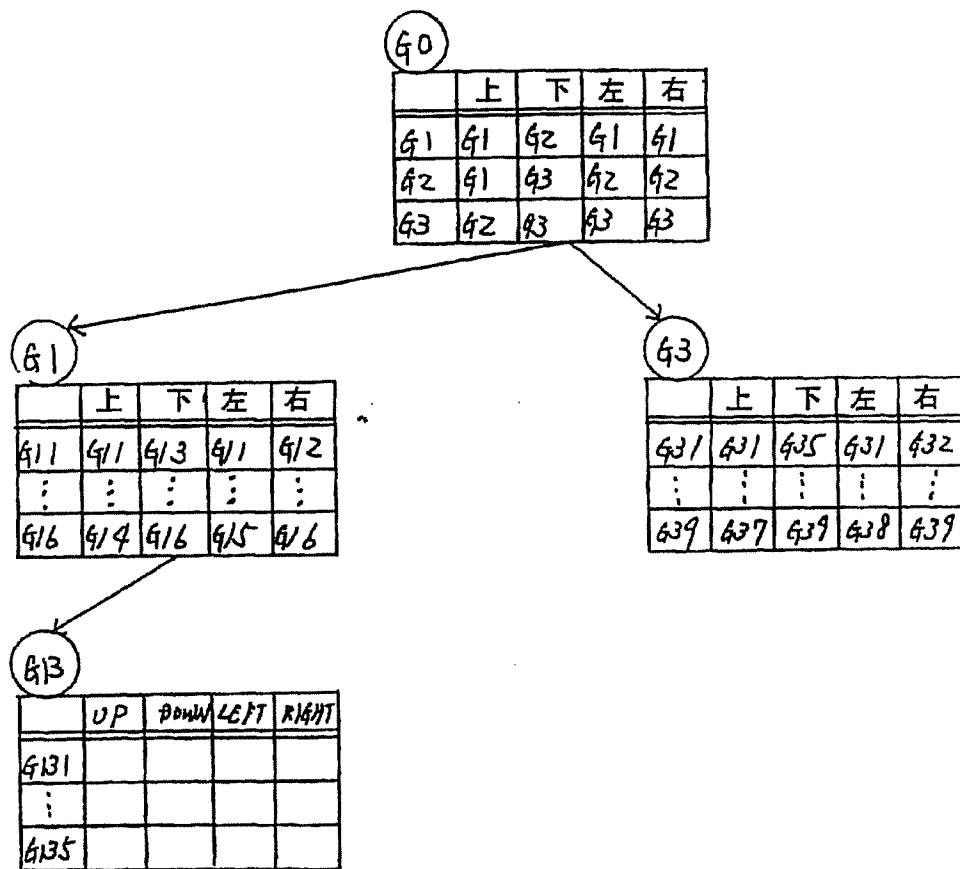 G0
上 下 左 右
G1 G1 G2 G1 G1
G2 G1 G3 G2 G2
G3 G2 G3 G3 G3
G1
上 下 左 右
G11 G11 G13 G11 G12
⋮ ⋮ ⋮ ⋮ ⋮
G16 G14 G16 G15 G16
G3
上 下 左 右
G31 G31 G35 G31 G32
⋮ ⋮ ⋮ ⋮ ⋮
G39 G37 G39 G38 G39
G13
UP DOWN LEFT RIGHT
G131
⋮
G135